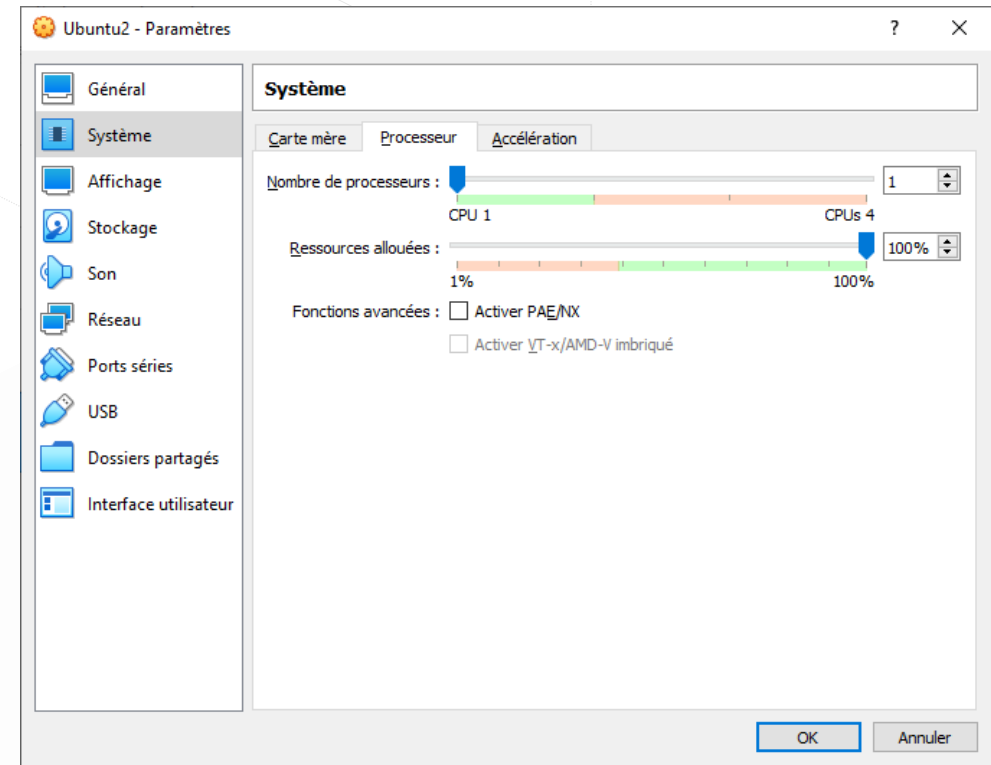 Ubuntu2 - Paramètres ?
Général
Système
Affichage
Stockage
Son
Réseau
Ports séries
USB
Dossiers partagés
Interface utilisateur
Système
Carte mère Processeur Accélération
Nombre de processeurs : 1
CPU 1 CPUs 4
Ressources allouées : 100%
1% 100%
Fonctions avancées : Activer PAE/NX
Activer VT-x/AMD-V imbriqué
OK Annuler